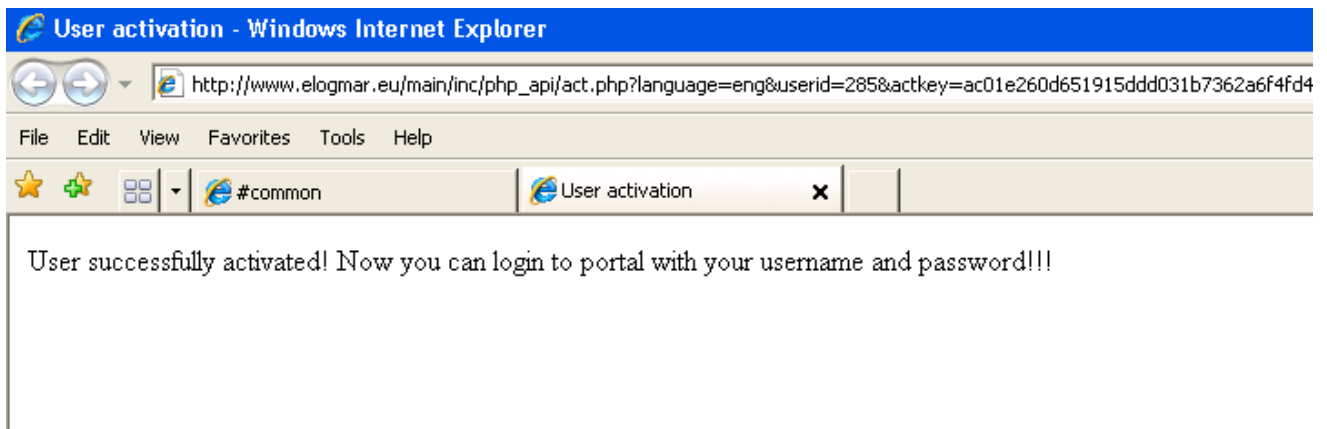 User activation - Windows Internet Explorer
http://www.elogmar.eu/main/inc/php_api/act.php?language=eng&userid=285&actkey=ac01e260d651915ddd031b7362a6f4fd4
File Edit View Favorites Tools Help
#common User activation
User successfully activated! Now you can login to portal with your username and password!!!